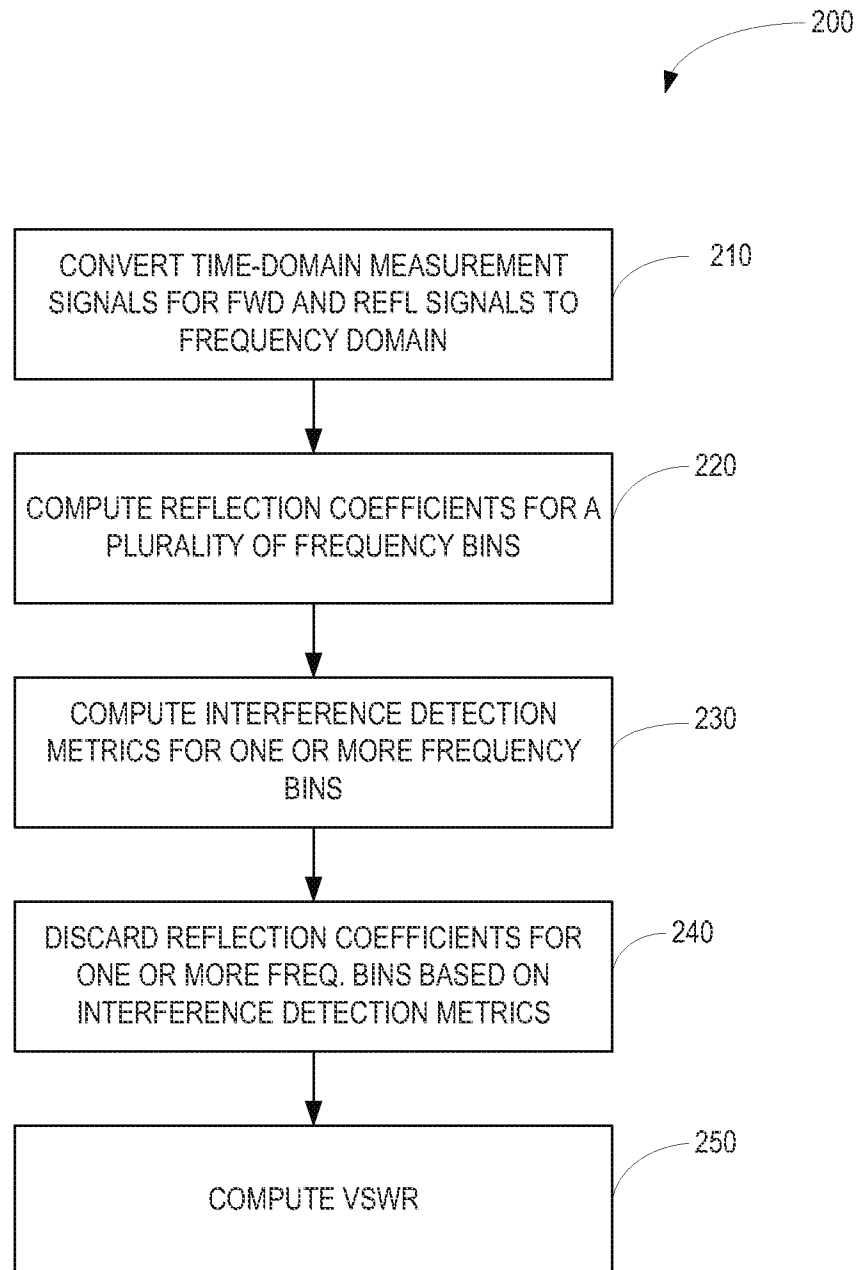 200
CONVERT TIME-DOMAIN MEASUREMENT
SIGNALS FOR FWD AND REFL SIGNALS TO
FREQUENCY DOMAIN
210
COMPUTE REFLECTION COEFFICIENTS FOR A
PLURALITY OF FREQUENCY BINS
220
COMPUTE INTERFERENCE DETECTION
METRICS FOR ONE OR MORE FREQUENCY
BINS
230
DISCARD REFLECTION COEFFICIENTS FOR
ONE OR MORE FREQ. BINS BASED ON
INTERFERENCE DETECTION METRICS
240
COMPUTE VSWR
250